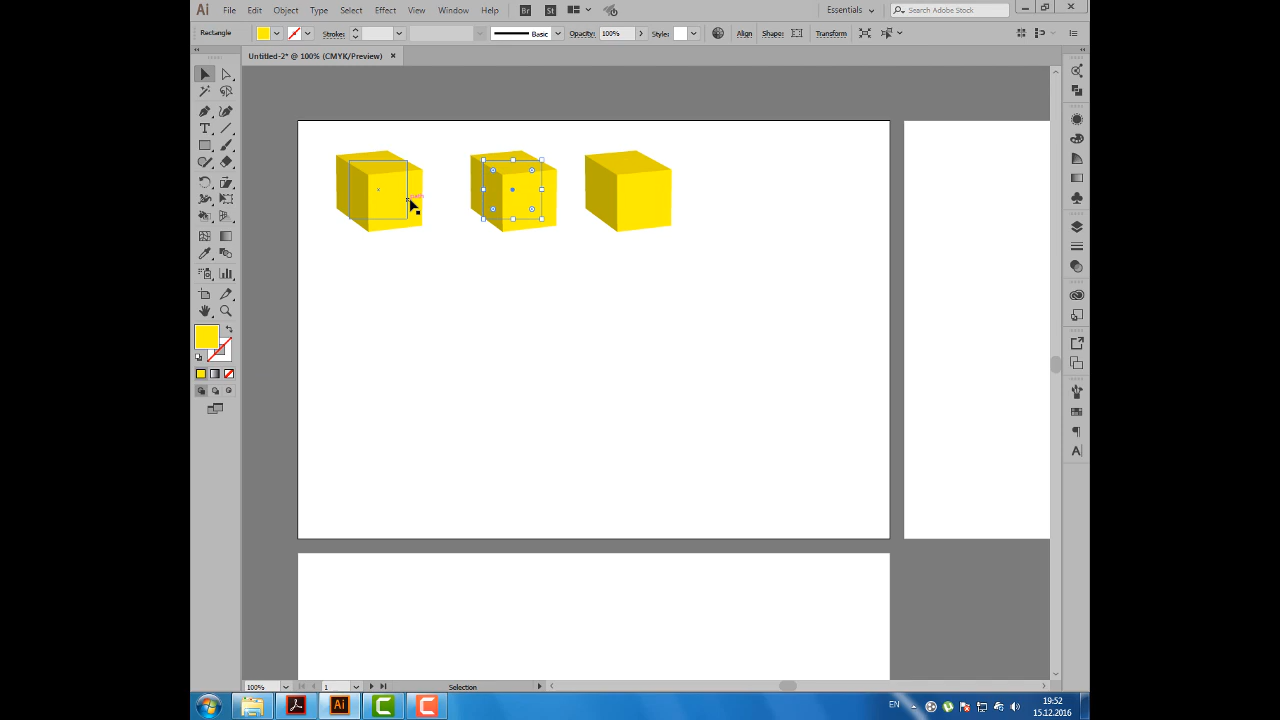 Ai File Edit Object Type Select Effect View Window Help Br St Essentials Search Adobe Stock
Rectangle Stroke: Basic Opacity: 100% Style: Align Shape: Transform
Untitled-2* @ 100% (CMYK/Preview) ×
path
100% 1 Selection
Ai EN 19:52
15.12.2016